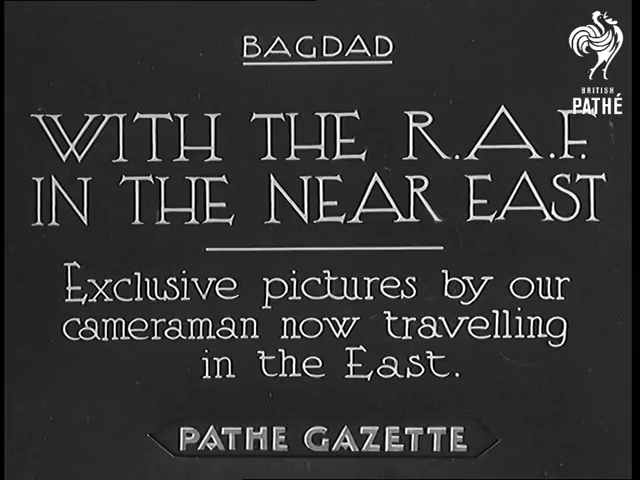 BAGDAD
BRITISH
PATHÉ
WITH THE R.A.F.
IN THE NEAR EAST
Exclusive pictures by our
cameraman now travelling
in the East.
PATHE GAZETTE